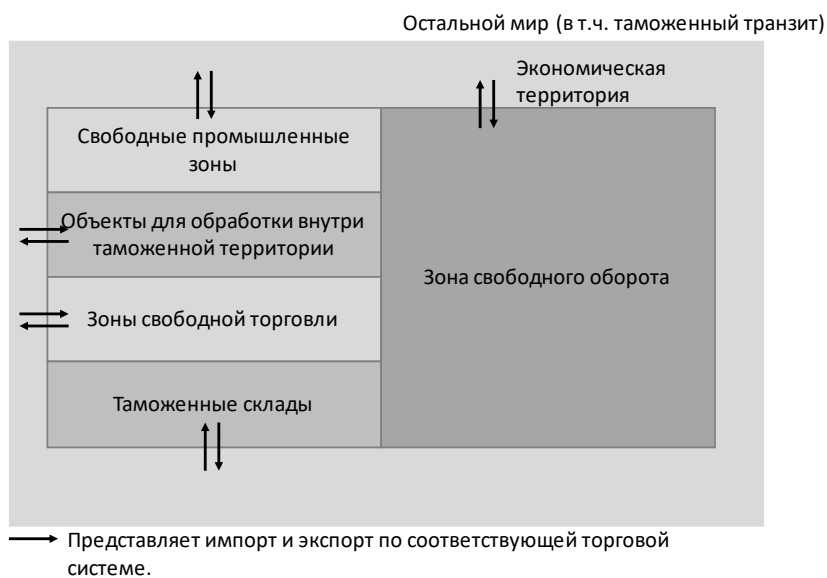 Остальной мир (в т.ч. таможенный транзит)
Экономическая
территория
Свободные промышленные
зоны
Объекты для обработки внутри
таможенной территории
Зона свободного оборота
Зоны свободной торговли
Таможенные склады
Представляет импорт и экспорт по соответствующей торговой
системе.